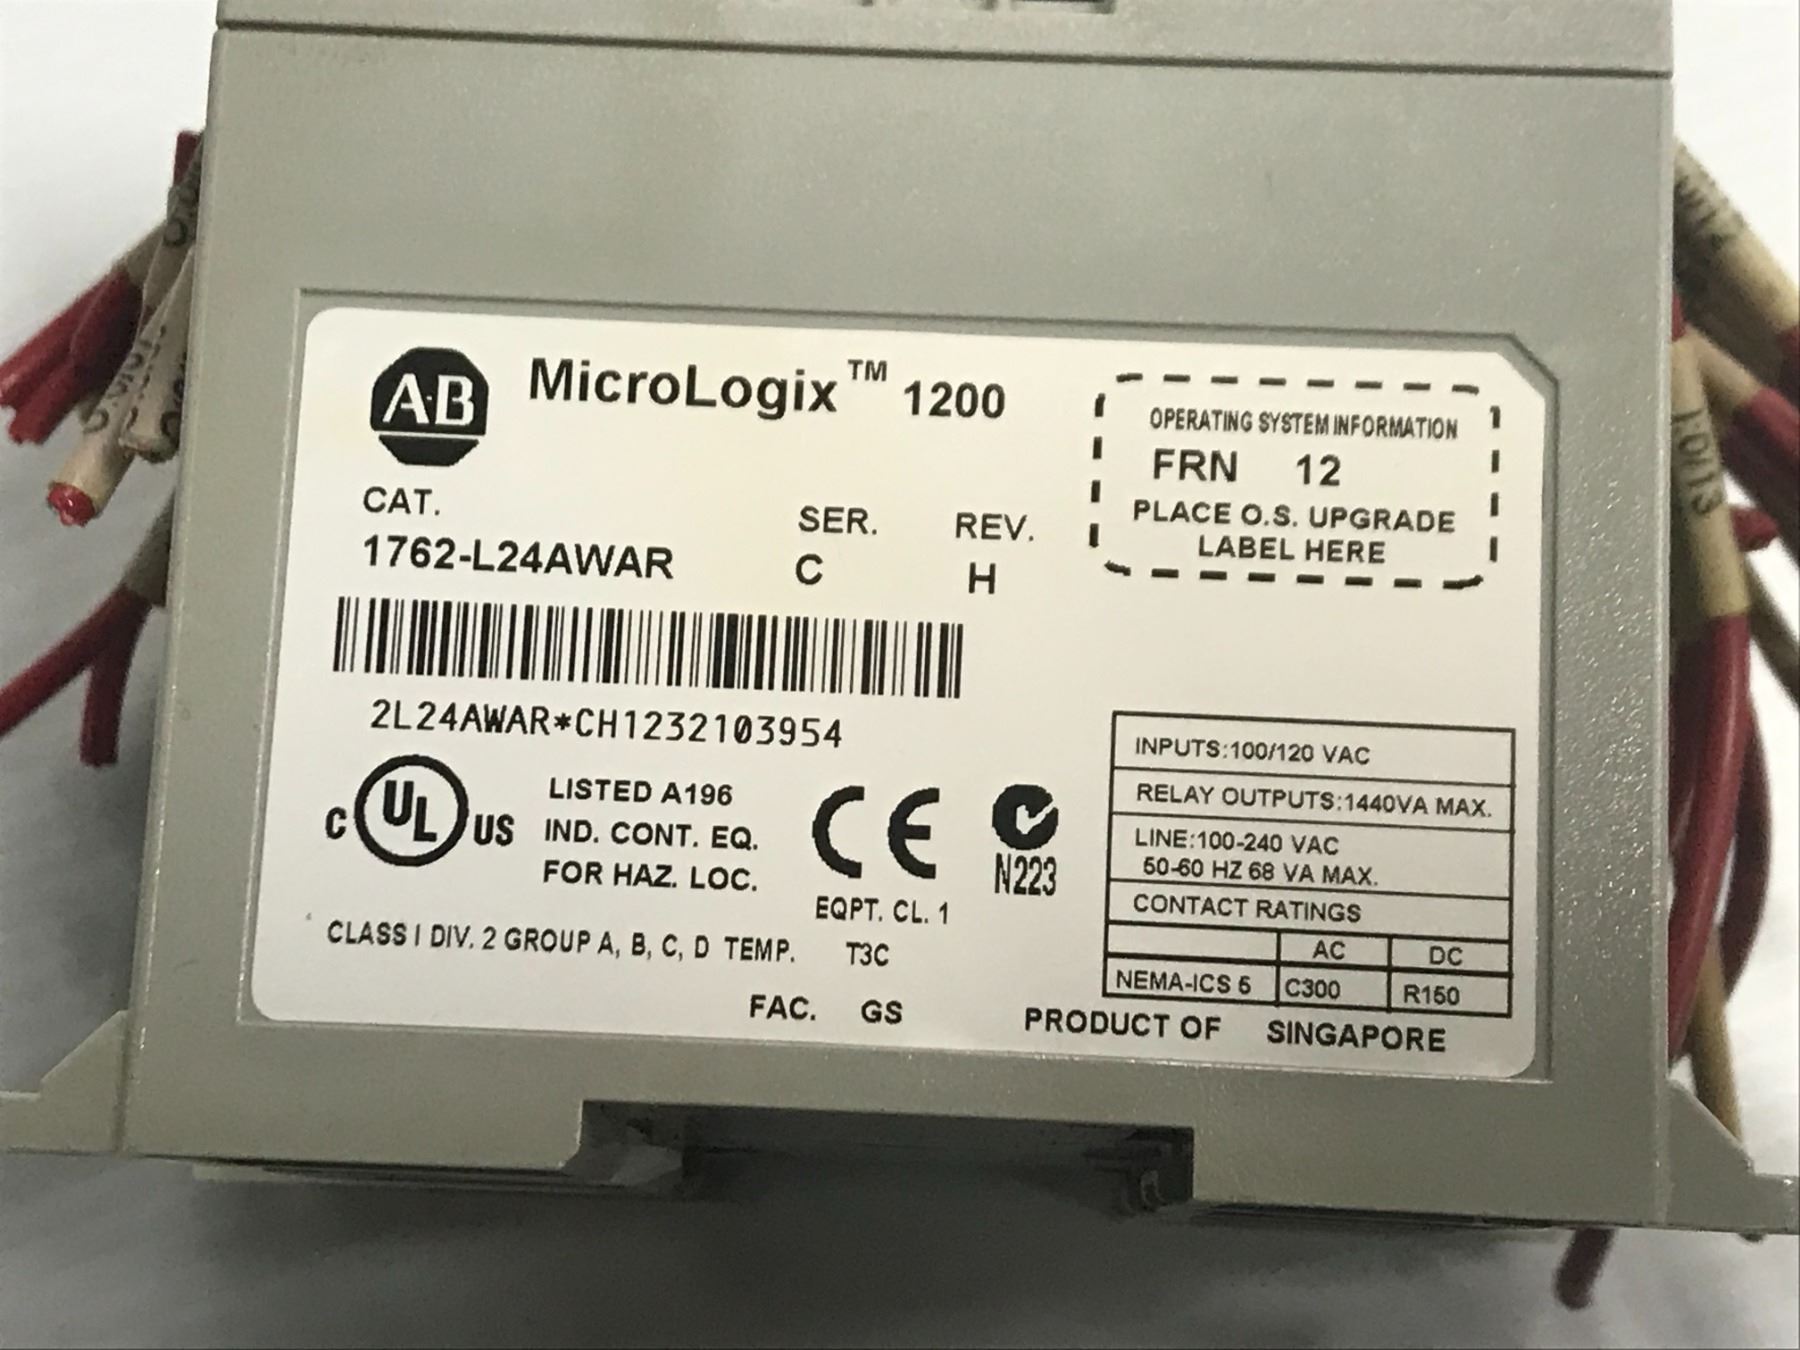 A·B MicroLogix™ 1200
OPERATING SYSTEM INFORMATION
FRN 12
PLACE O.S. UPGRADE
LABEL HERE
CAT. SER. REV.
1762-L24AWAR C H
2L24AWAR*CH1232103954
C UL US
LISTED A196
IND. CONT. EQ.
FOR HAZ. LOC.
CE
EQPT. CL. 1
N223
CLASS I DIV. 2 GROUP A, B, C, D TEMP. T3C
FAC. GS
INPUTS:100/120 VAC
RELAY OUTPUTS:1440VA MAX.
LINE:100-240 VAC
50-60 HZ 68 VA MAX.
CONTACT RATINGS
AC DC
NEMA-ICS 5 C300 R150
PRODUCT OF SINGAPORE